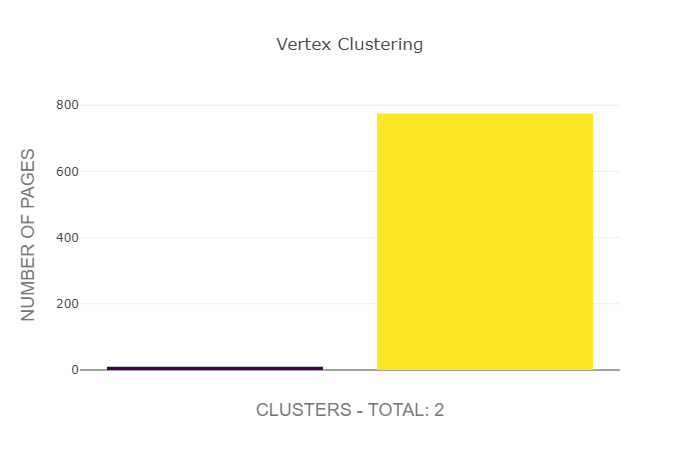 Vertex Clustering
NUMBER OF PAGES
800
600
400
200
0
CLUSTERS - TOTAL: 2